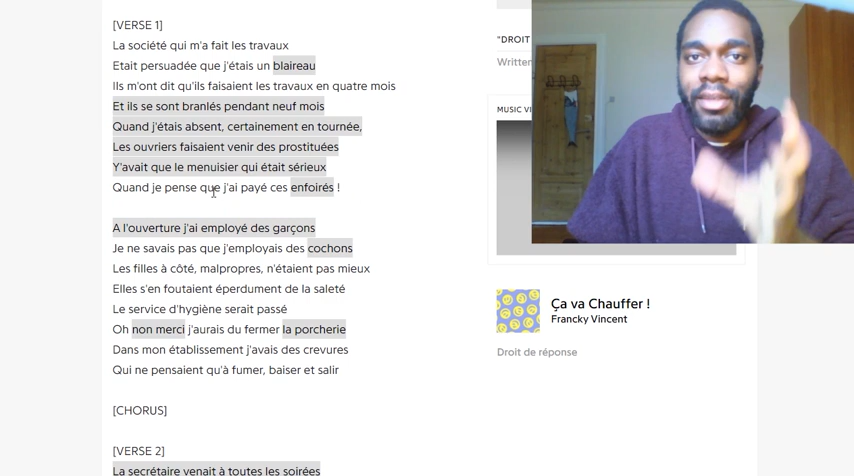 [VERSE 1]
La société qui m'a fait les travaux
Etait persuadée que j'étais un blaireau
Ils m'ont dit qu'ils faisaient les travaux en quatre mois
Et ils se sont branlés pendant neuf mois
Quand j'étais absent, certainement en tournée,
Les ouvriers faisaient venir des prostituées
Y'avait que le menuisier qui était sérieux
Quand je pense que j'ai payé ces enfoirés !
A l'ouverture j'ai employé des garçons
Je ne savais pas que j'employais des cochons
Les filles à côté, malpropres, n'étaient pas mieux
Elles s'en foutaient éperdument de la saleté
Le service d'hygiène serait passé
Oh non merci j'aurais du fermer la porcherie
Dans mon établissement j'avais des crevures
Qui ne pensaient qu'à fumer, baiser et salir
[CHORUS]
[VERSE 2]
La secrétaire venait à toutes les soirées
"DROIT
Written
MUSIC VI
Ça va Chauffer !
Francky Vincent
Droit de réponse